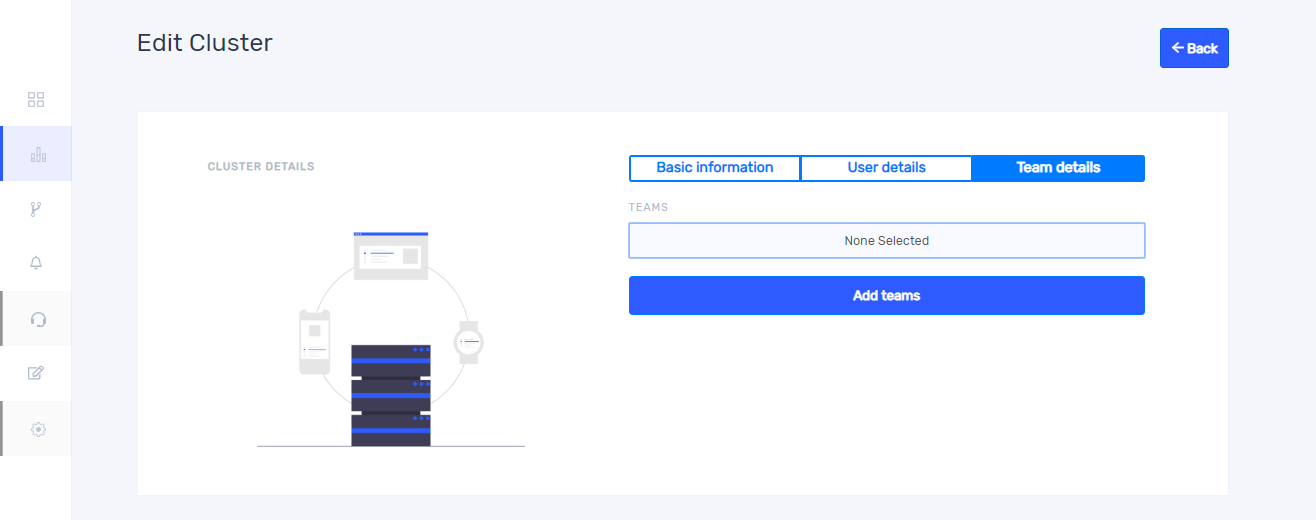 Edit Cluster
Back
CLUSTER DETAILS
Basic information
User details
Team details
TEAMS
None Selected
Add teams